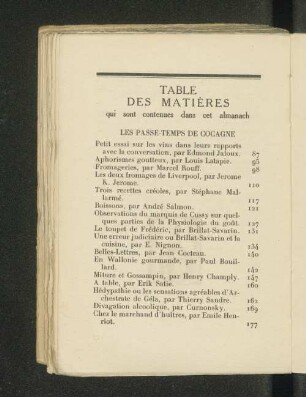 TABLE
DES MATIÈRES
qui sont contenues dans cet almanach
LES PASSE-TEMPS DE COCAGNE
Petit essai sur les vins dans leurs rapports
avec la conversation, par Edmond Jaloux. 87
Aphorismes goutteux, par Louis Latapie. 95
Fromageries, par Marcel Rouff. 98
Les deux fromages de Liverpool, par Jerome
K. Jerome. 110
Trois recettes créoles, par Stéphane Mal-
larmé. 117
Boissons, par André Salmon. 121
Observations du marquis de Cussy sur quel-
ques parties de la Physiologie du goût. 127
Le toupet de Frédéric, par Brillat-Savarin. 131
Une erreur judiciaire ou Brillat-Savarin et la
cuisine, par E. Nignon. 134
Belles-Lettres, par Jean Cocteau. 140
En Wallonie gourmande, par Paul Bouil-
lard. 142
Miture et Gossampin, par Henry Champly. 147
A table, par Erik Satie. 160
Hédypathie ou les sensations agréables d'Ar-
chestrate de Géla, par Thierry Sandre. 162
Divagation alcoolique, par Curnonsky. 169
Chez le marchand d'huîtres, par Emile Hen-
riot. 177